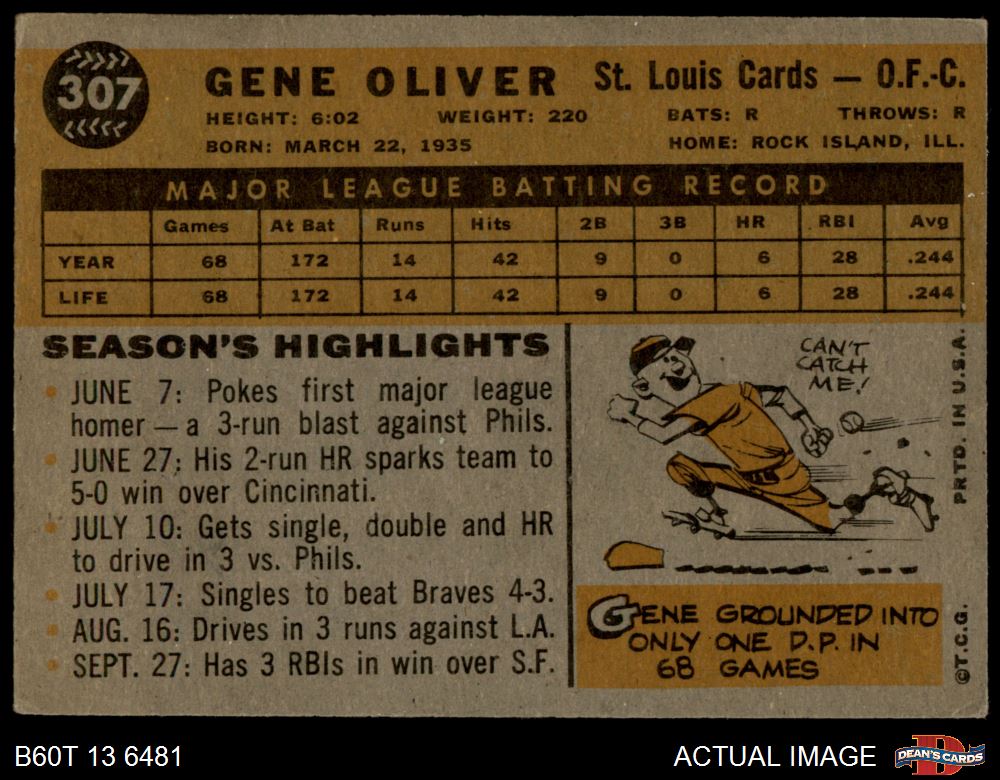 307
GENE OLIVER St. Louis Cards — O.F.-C.
HEIGHT: 6:02 WEIGHT: 220 BATS: R THROWS: R
BORN: MARCH 22, 1935 HOME: ROCK ISLAND, ILL.
MAJOR LEAGUE BATTING RECORD
Games At Bat Runs Hits 2B 3B HR RBI Avg
YEAR 68 172 14 42 9 0 6 28 .244
LIFE 68 172 14 42 9 0 6 28 .244
SEASON'S HIGHLIGHTS
• JUNE 7: Pokes first major league
homer — a 3-run blast against Phils.
• JUNE 27: His 2-run HR sparks team to
5-0 win over Cincinnati.
• JULY 10: Gets single, double and HR
to drive in 3 vs. Phils.
• JULY 17: Singles to beat Braves 4-3.
• AUG. 16: Drives in 3 runs against L.A.
• SEPT. 27: Has 3 RBIs in win over S.F.
CAN'T
CATCH
ME!
GENE GROUNDED INTO
ONLY ONE D.P. IN
68 GAMES
©T.C.G. PRTD. IN U.S.A.
B60T 13 6481 ACTUAL IMAGE
D
DEAN'S CARDS